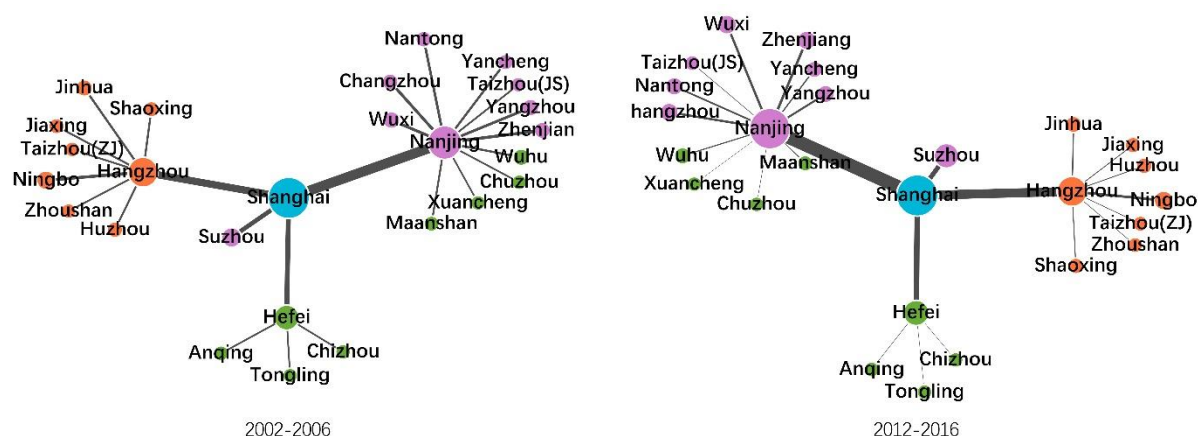 Nantong
Yancheng
Changzhou
Taizhou(JS)
Yangzhou
Wuxi
Zhenjian
Nanjing
Wuhu
Chuzhou
Xuancheng
Maanshan
Jinhua
Shaoxing
Jiaxing
Taizhou(ZJ)
Hangzhou
Ningbo
Zhoushan
Huzhou
Shanghai
Suzhou
Hefei
Anqing
Chizhou
Tongling
2002-2006
Wuxi
Zhenjiang
Taizhou(JS)
Yancheng
Nantong
Yangzhou
hangzhou
Nanjing
Wuhu
Maanshan
Xuancheng
Chuzhou
Suzhou
Shanghai
Jinhua
Jiaxing
Huzhou
Hangzhou
Ningbo
Taizhou(ZJ)
Zhoushan
Shaoxing
Hefei
Anqing
Chizhou
Tongling
2012-2016